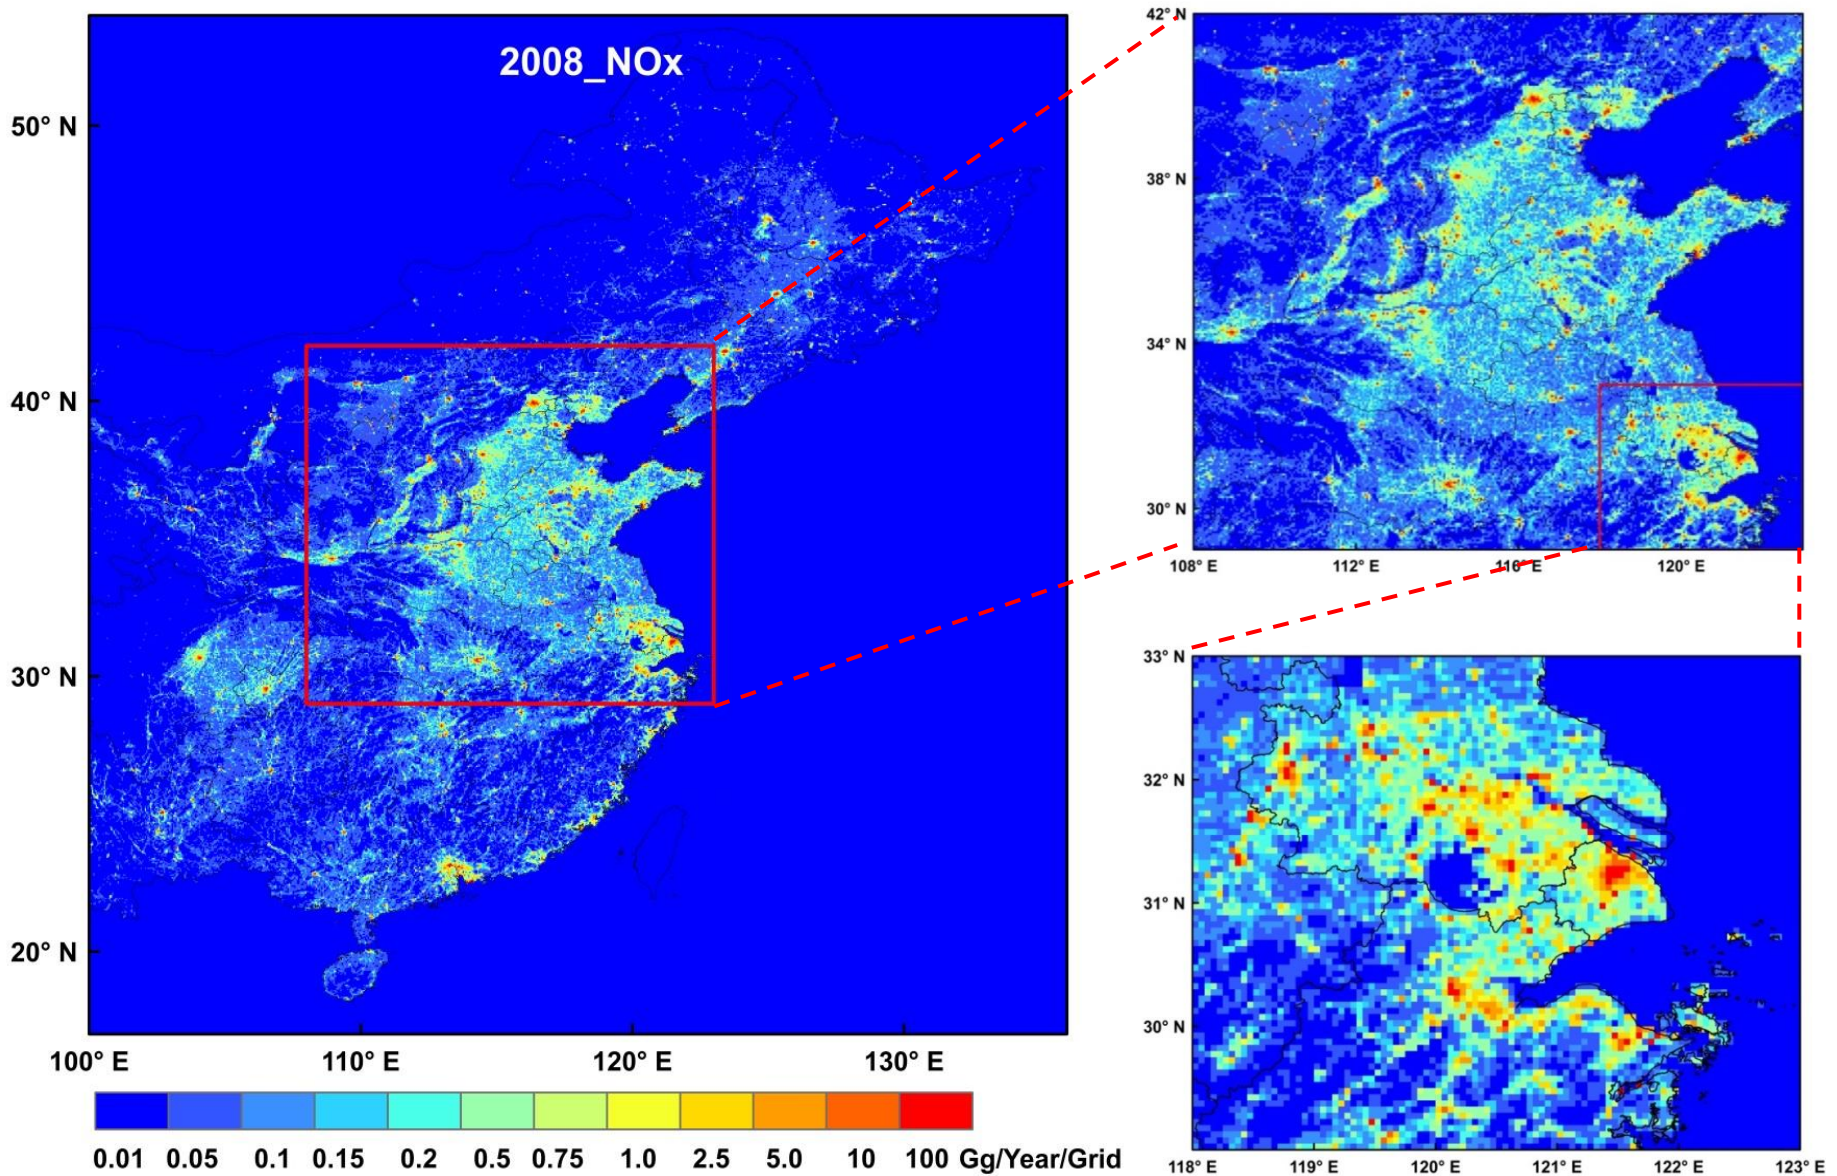 2008_NOx
50° N
40° N
30° N
20° N
100° E 110° E 120° E 130° E
0.01 0.05 0.1 0.15 0.2 0.5 0.75 1.0 2.5 5.0 10 100 Gg/Year/Grid
42° N
38° N
34° N
30° N
108° E 112° E 116° E 120° E
33° N
32° N
31° N
30° N
118° E 119° E 120° E 121° E 122° E 123° E